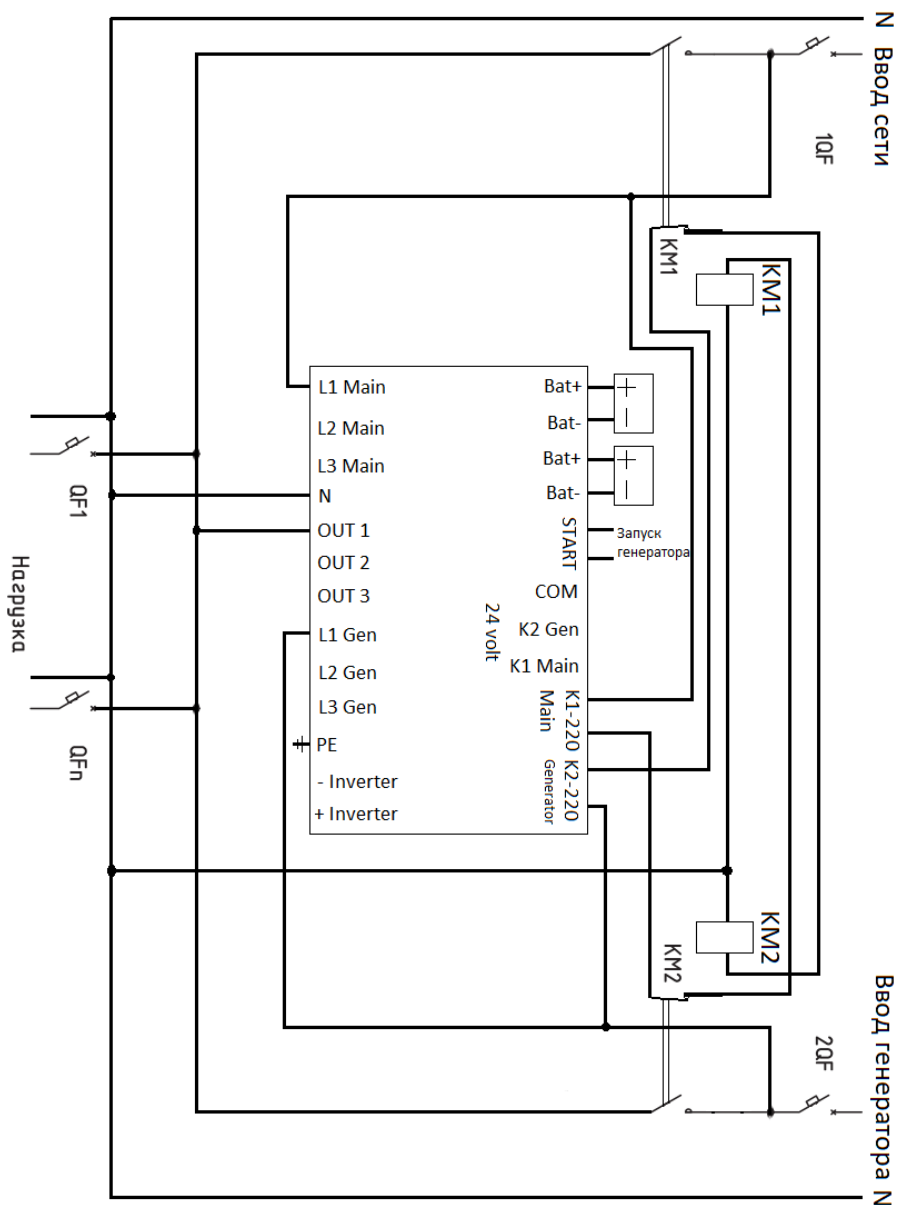 N
Ввод сети
1QF
KM1
KM1
L1 Main
L2 Main
L3 Main
N
OUT 1
OUT 2
OUT 3
L1 Gen
L2 Gen
L3 Gen
PE
- Inverter
+ Inverter
Bat+
Bat-
Bat+
Bat-
START
Запуск
генератора
COM
K2 Gen
K1 Main
24 volt
K1-220
Main
K2-220
Generator
+
-
+
-
QF1
Нагрузка
QFn
KM2
KM2
2QF
Ввод генератора
N